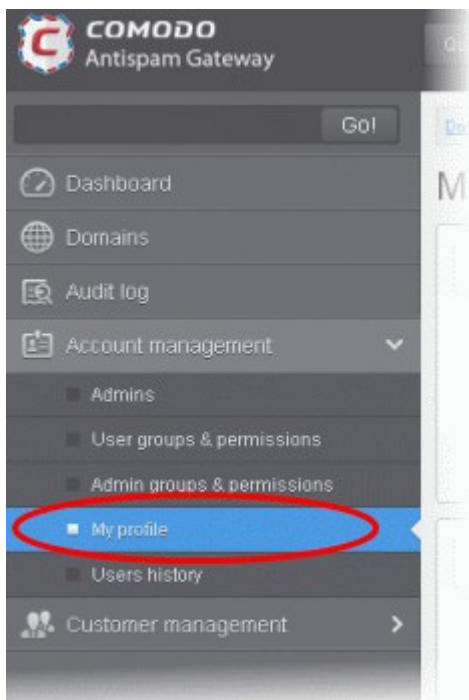 COMODO
Antispam Gateway
Go!
Dashboard
Domains
Audit log
Account management
Admins
User groups & permissions
Admin groups & permissions
My profile
Users history
Customer management
M